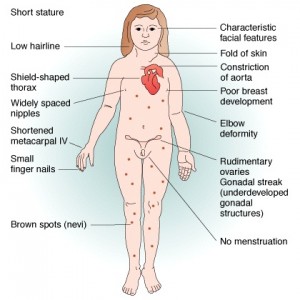 Short stature
Low hairline
Shield-shaped
thorax
Widely spaced
nipples
Shortened
metacarpal IV
Small
finger nails
Brown spots (nevi)
Characteristic
facial features
Fold of skin
Constriction
of aorta
Poor breast
development
Elbow
deformity
Rudimentary
ovaries
Gonadal streak
(underdeveloped
gonadal
structures)
No menstruation